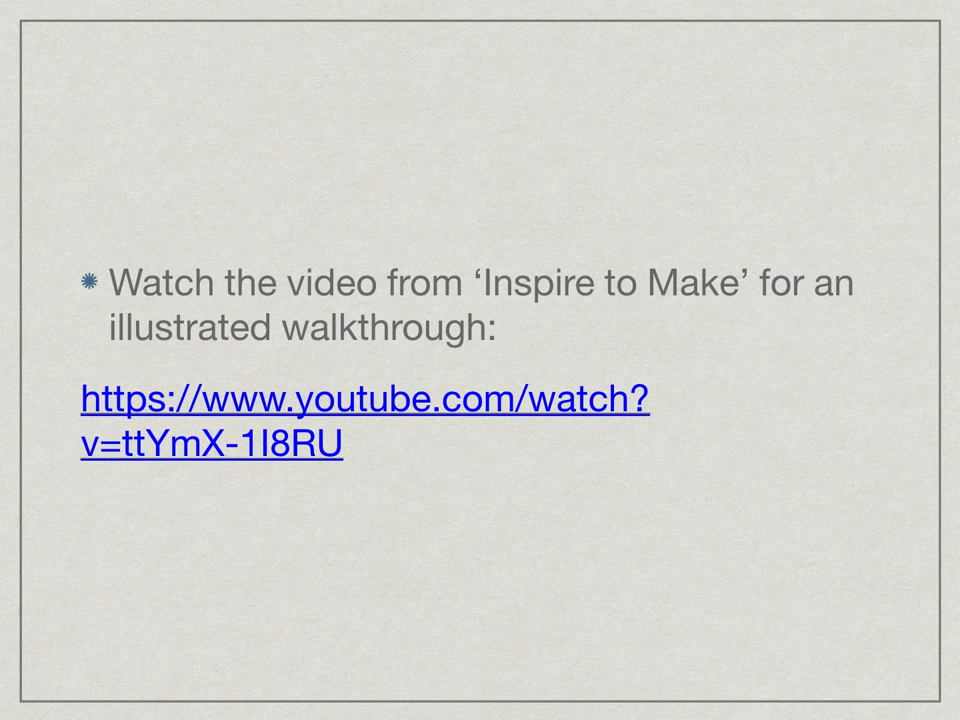 Watch the video from ‘Inspire to Make’ for an
illustrated walkthrough:
https://www.youtube.com/watch?
v=ttYmX-1I8RU